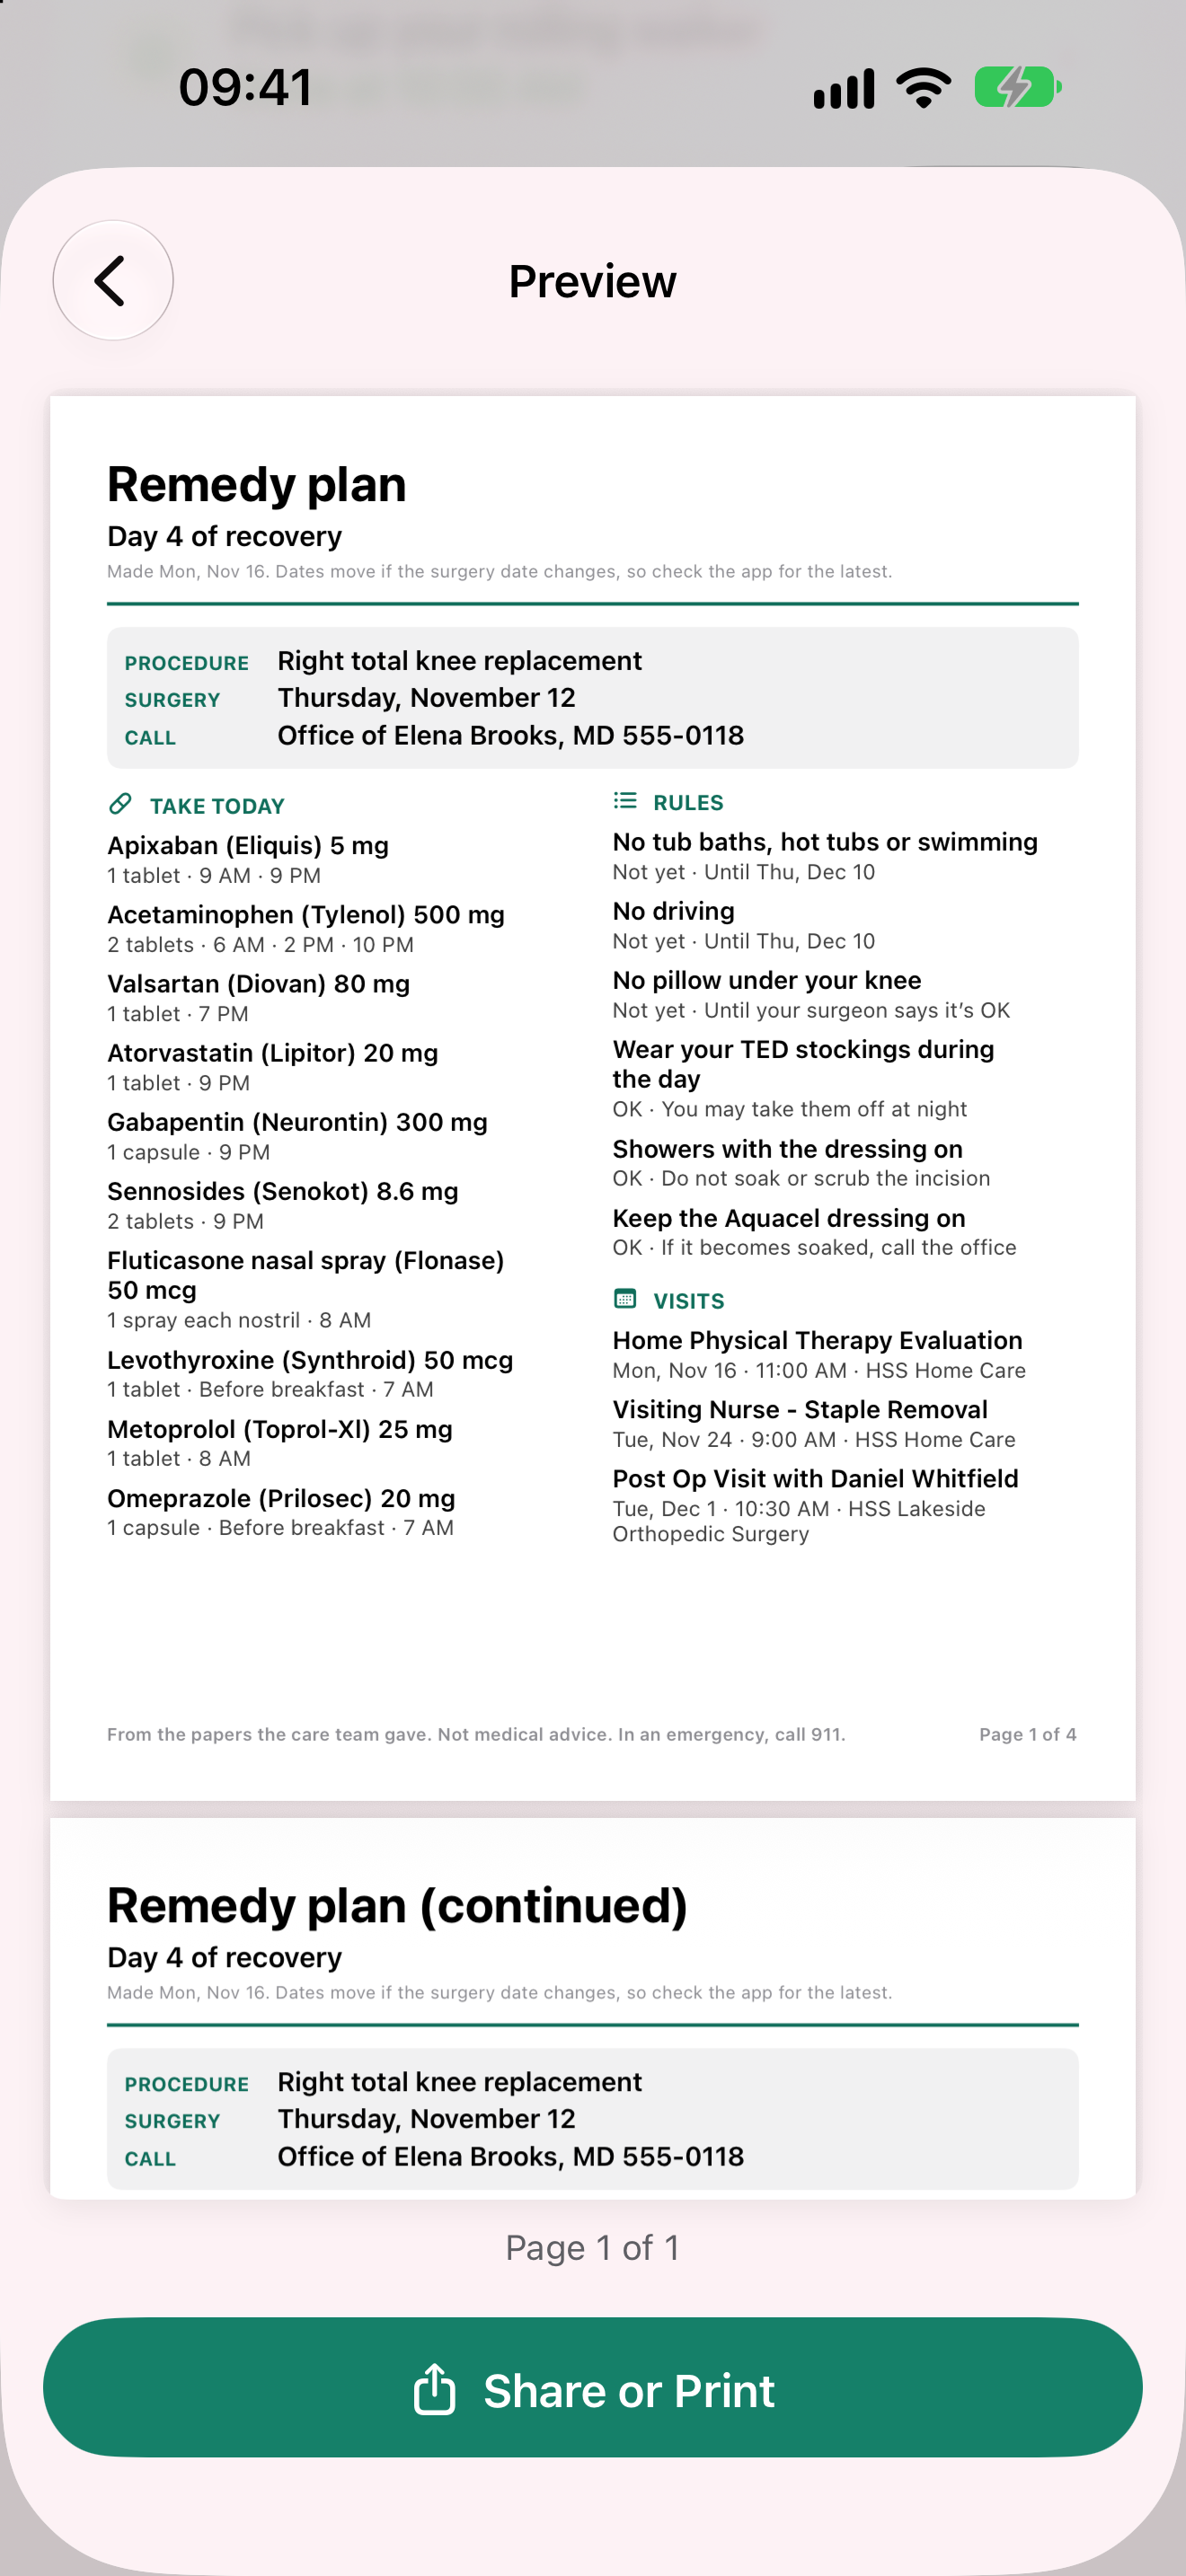 09:41
Preview
Remedy plan
Day 4 of recovery
Made Mon, Nov 16. Dates move if the surgery date changes, so check the app for the latest.
PROCEDURE Right total knee replacement
SURGERY Thursday, November 12
CALL Office of Elena Brooks, MD 555-0118
TAKE TODAY
Apixaban (Eliquis) 5 mg
1 tablet · 9 AM · 9 PM
Acetaminophen (Tylenol) 500 mg
2 tablets · 6 AM · 2 PM · 10 PM
Valsartan (Diovan) 80 mg
1 tablet · 7 PM
Atorvastatin (Lipitor) 20 mg
1 tablet · 9 PM
Gabapentin (Neurontin) 300 mg
1 capsule · 9 PM
Sennosides (Senokot) 8.6 mg
2 tablets · 9 PM
Fluticasone nasal spray (Flonase)
50 mcg
1 spray each nostril · 8 AM
Levothyroxine (Synthroid) 50 mcg
1 tablet · Before breakfast · 7 AM
Metoprolol (Toprol-Xl) 25 mg
1 tablet · 8 AM
Omeprazole (Prilosec) 20 mg
1 capsule · Before breakfast · 7 AM
RULES
No tub baths, hot tubs or swimming
Not yet · Until Thu, Dec 10
No driving
Not yet · Until Thu, Dec 10
No pillow under your knee
Not yet · Until your surgeon says it’s OK
Wear your TED stockings during
the day
OK · You may take them off at night
Showers with the dressing on
OK · Do not soak or scrub the incision
Keep the Aquacel dressing on
OK · If it becomes soaked, call the office
VISITS
Home Physical Therapy Evaluation
Mon, Nov 16 · 11:00 AM · HSS Home Care
Visiting Nurse - Staple Removal
Tue, Nov 24 · 9:00 AM · HSS Home Care
Post Op Visit with Daniel Whitfield
Tue, Dec 1 · 10:30 AM · HSS Lakeside
Orthopedic Surgery
From the papers the care team gave. Not medical advice. In an emergency, call 911. Page 1 of 4
Remedy plan (continued)
Day 4 of recovery
Made Mon, Nov 16. Dates move if the surgery date changes, so check the app for the latest.
PROCEDURE Right total knee replacement
SURGERY Thursday, November 12
CALL Office of Elena Brooks, MD 555-0118
Page 1 of 1
Share or Print